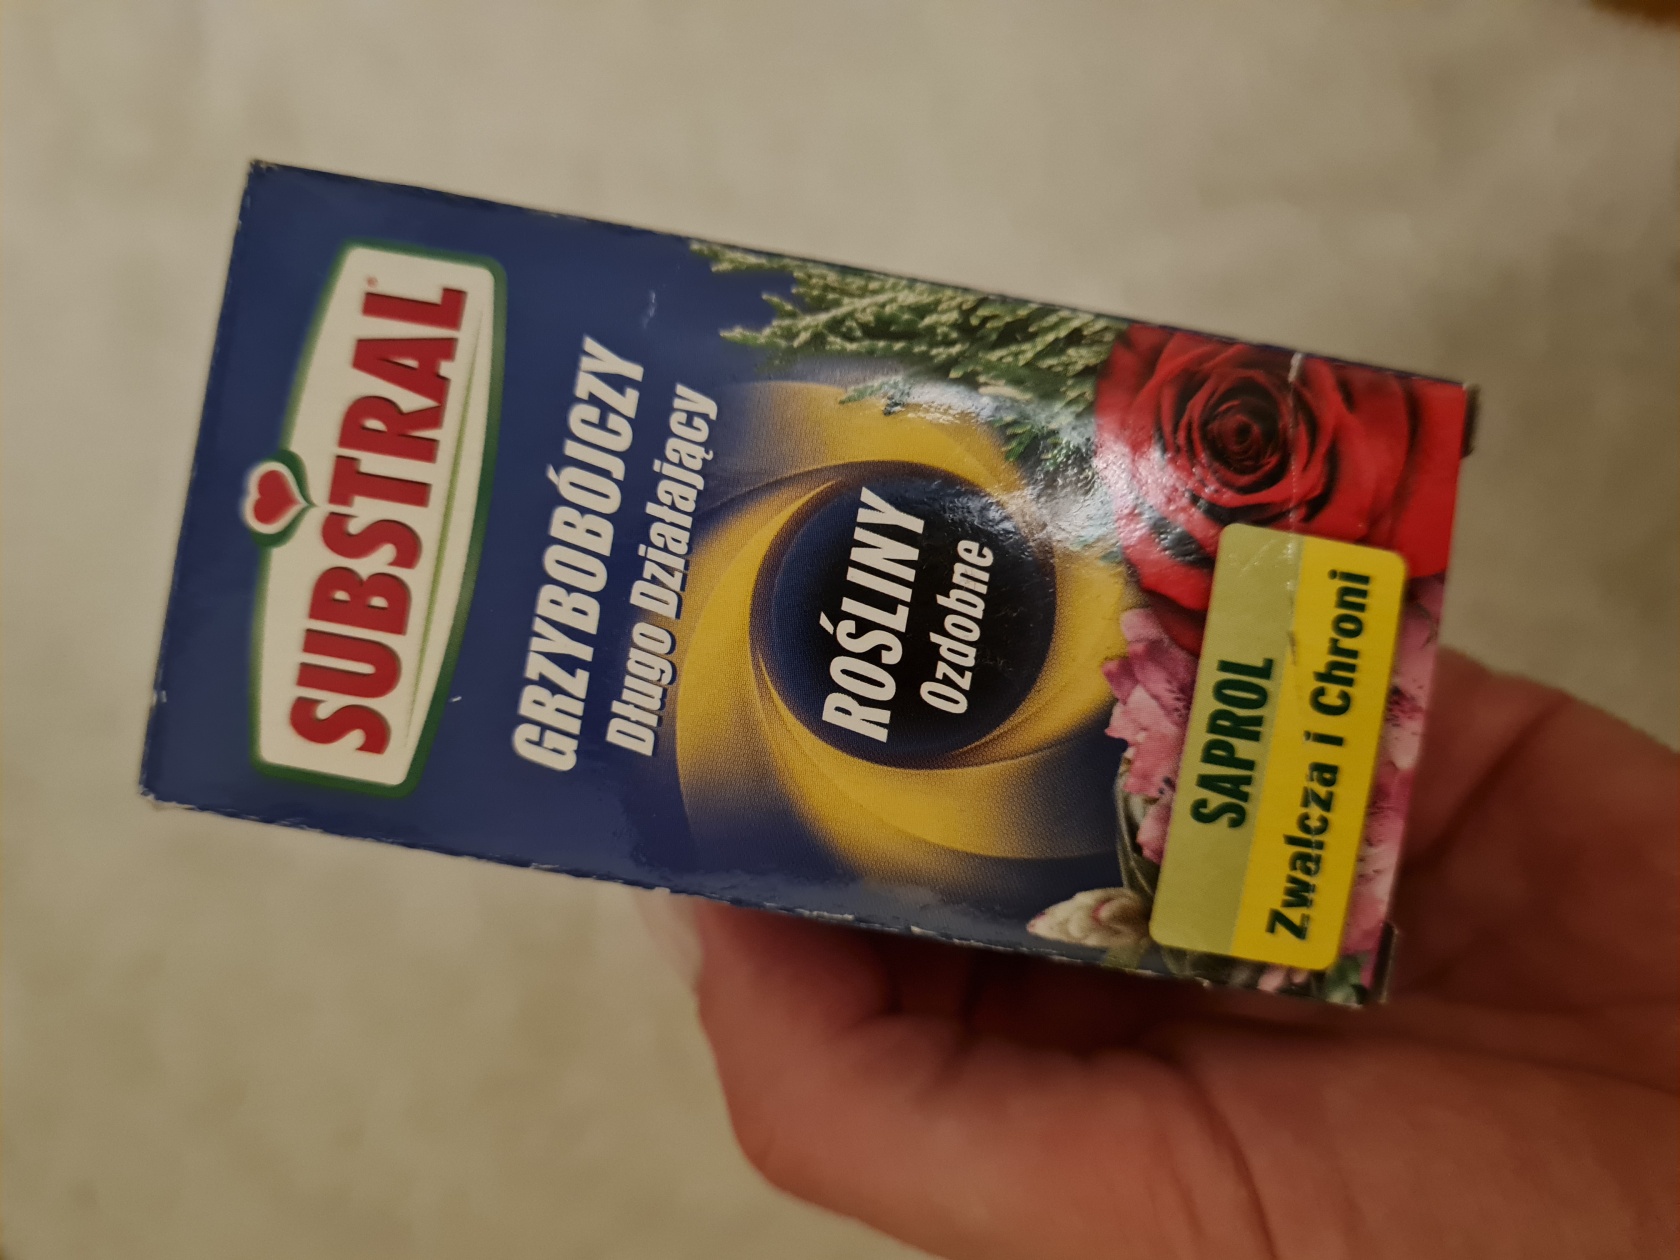 SUBSTRAL®
GRZYBOBÓJCZY
Długo Działający
ROŚLINY
Ozdobne
SAPROL
Zwalcza i Chroni